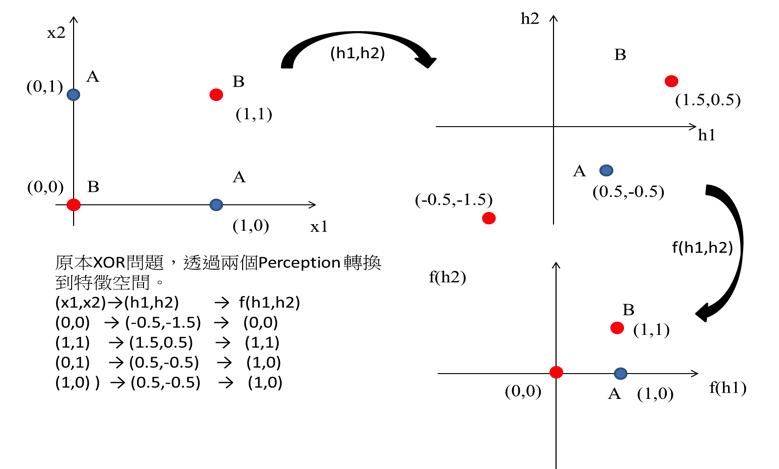 x2
A
(0,1)
B
(1,1)
(0,0)
B
A
(1,0)
x1
(h1,h2)
h2
B
(1.5,0.5)
h1
A
(0.5,-0.5)
(-0.5,-1.5)
f(h1,h2)
原本XOR問題，透過兩個Perception 轉換
到特徵空間。
(x1,x2)→(h1,h2) → f(h1,h2)
(0,0) → (-0.5,-1.5) → (0,0)
(1,1) → (1.5,0.5) → (1,1)
(0,1) → (0.5,-0.5) → (1,0)
(1,0) ) → (0.5,-0.5) → (1,0)
f(h2)
B
(1,1)
(0,0)
A
(1,0)
f(h1)